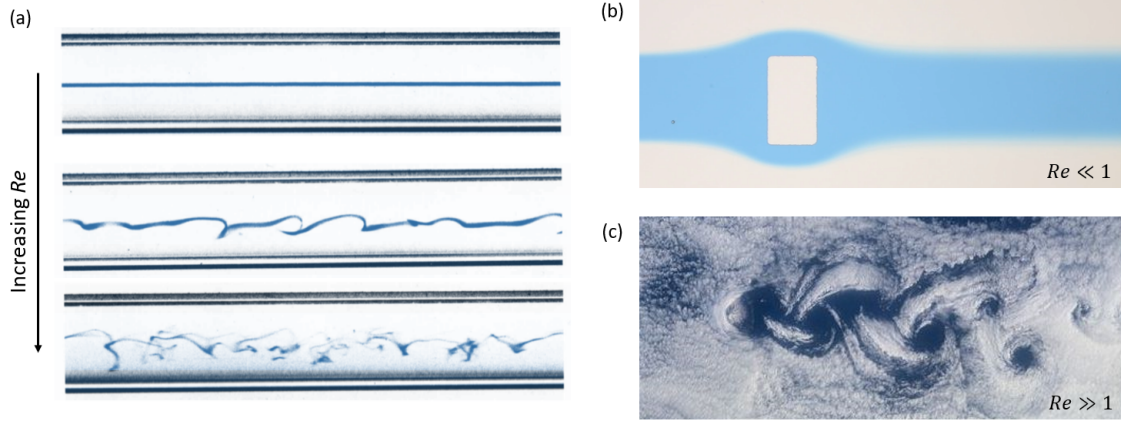 (a)
Increasing Re
(b)
Re ≪ 1
(c)
Re ≫ 1